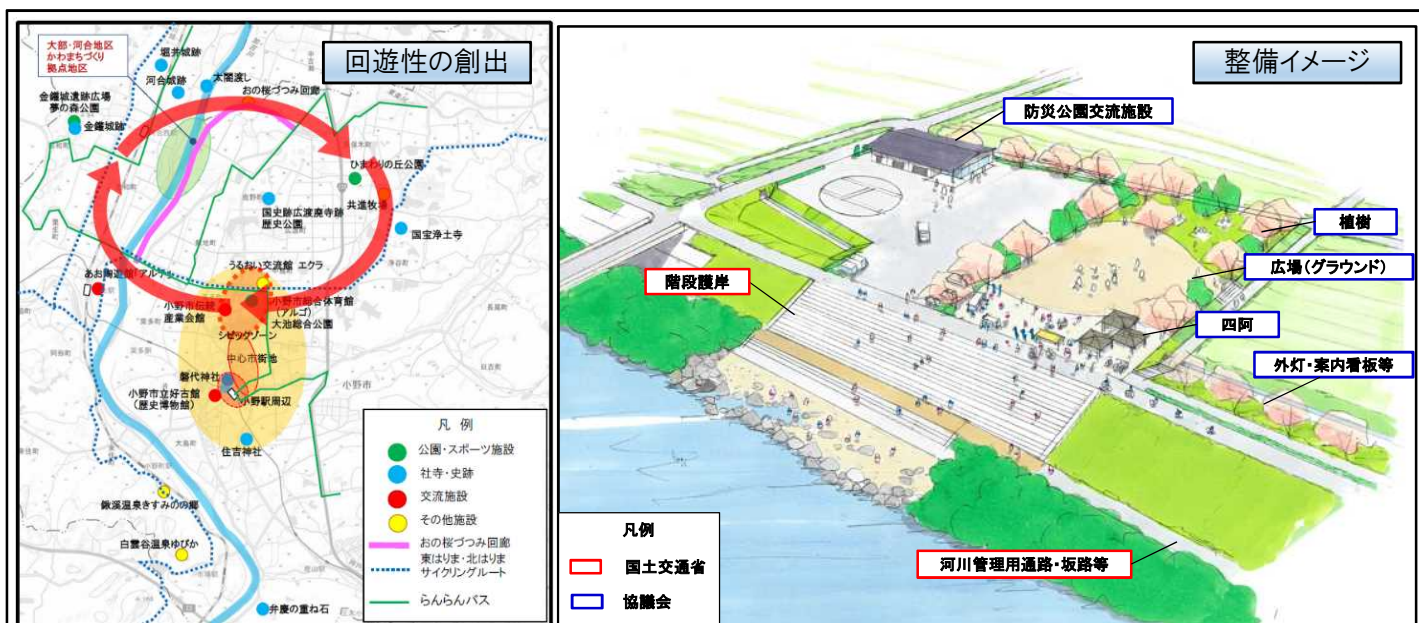 大部・河合地区
かわまちづくり
拠点地区
回遊性の創出
堀井城跡
河合城跡
太閤渡し
おの桜づつみ回廊
金鑵城遺跡広場
夢の森公園
金鑵城跡
ひまわりの丘公園
共進牧場
国史跡広渡廃寺跡
歴史公園
国宝浄土寺
うるおい交流館 エクラ
あお陶遊館「アルテ」
小野市伝統
産業会館
小野市総合体育館
(アルゴ)
大池総合公園
シビックゾーン
中心市街地
磐代神社
小野市立好古館
(歴史博物館)
小野駅周辺
小野市
住吉神社
鍬溪温泉きすみのの郷
白雲谷温泉ゆぴか
弁慶の重ね石
凡 例
公園・スポーツ施設
社寺・史跡
交流施設
その他施設
おの桜づつみ回廊
東はりま・北はりま
サイクリングルート
らんらんバス
整備イメージ
防災公園交流施設
植樹
広場(グラウンド)
階段護岸
四阿
外灯・案内看板等
河川管理用通路・坂路等
凡例
国土交通省
協議会